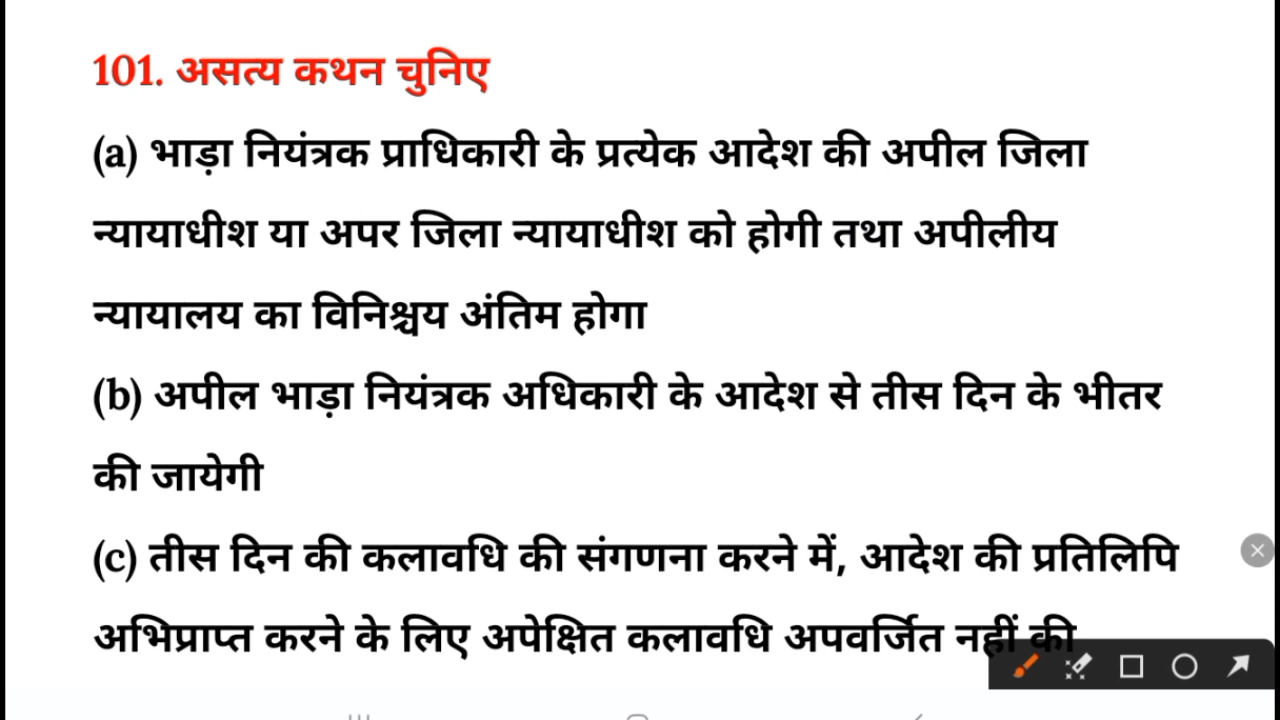 101. असत्य कथन चुनिए
(a) भाड़ा नियंत्रक प्राधिकारी के प्रत्येक आदेश की अपील जिला
न्यायाधीश या अपर जिला न्यायाधीश को होगी तथा अपीलीय
न्यायालय का विनिश्चय अंतिम होगा
(b) अपील भाड़ा नियंत्रक अधिकारी के आदेश से तीस दिन के भीतर
की जायेगी
(c) तीस दिन की कलावधि की संगणना करने में, आदेश की प्रतिलिपि
अभिप्राप्त करने के लिए अपेक्षित कलावधि अपवर्जित नहीं की